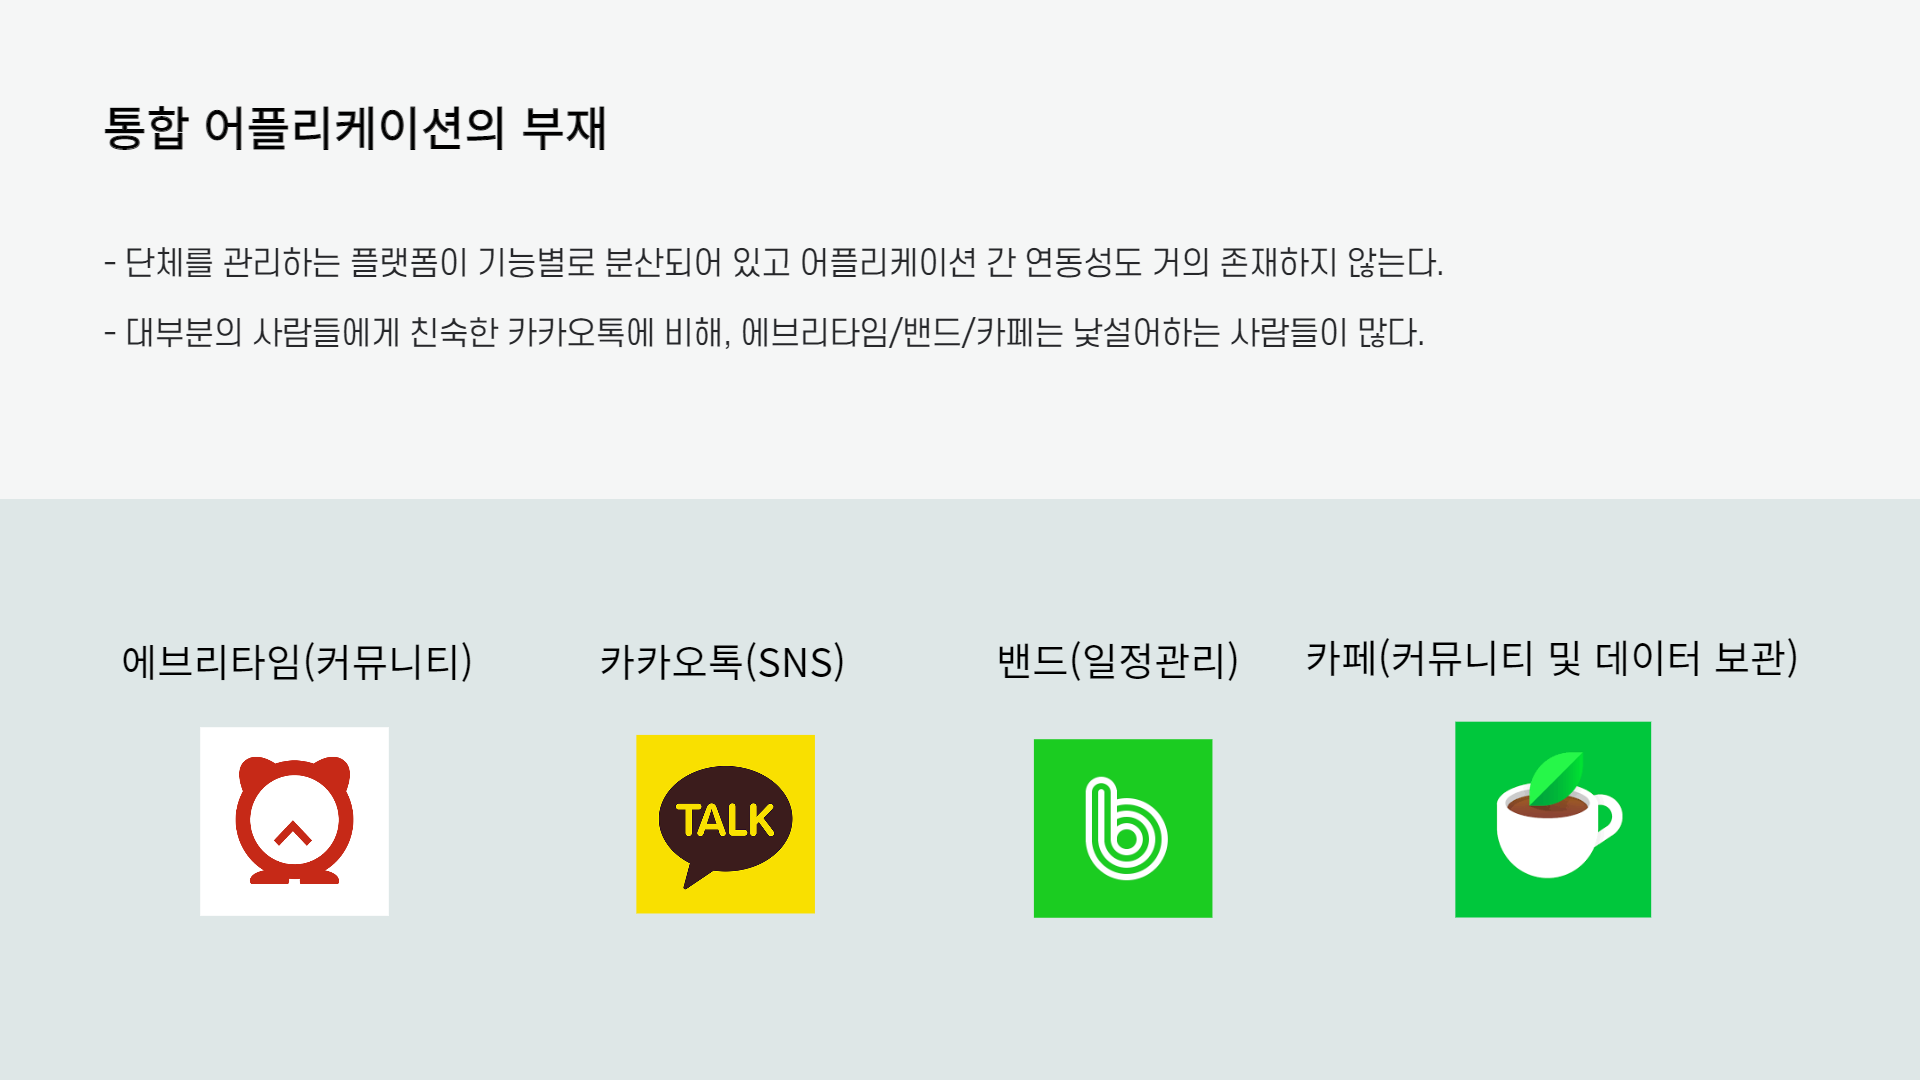 통합 어플리케이션의 부재
- 단체를 관리하는 플랫폼이 기능별로 분산되어 있고 어플리케이션 간 연동성도 거의 존재하지 않는다.
- 대부분의 사람들에게 친숙한 카카오톡에 비해, 에브리타임/밴드/카페는 낯설어하는 사람들이 많다.
에브리타임(커뮤니티)
카카오톡(SNS)
밴드(일정관리)
카페(커뮤니티 및 데이터 보관)
TALK
b